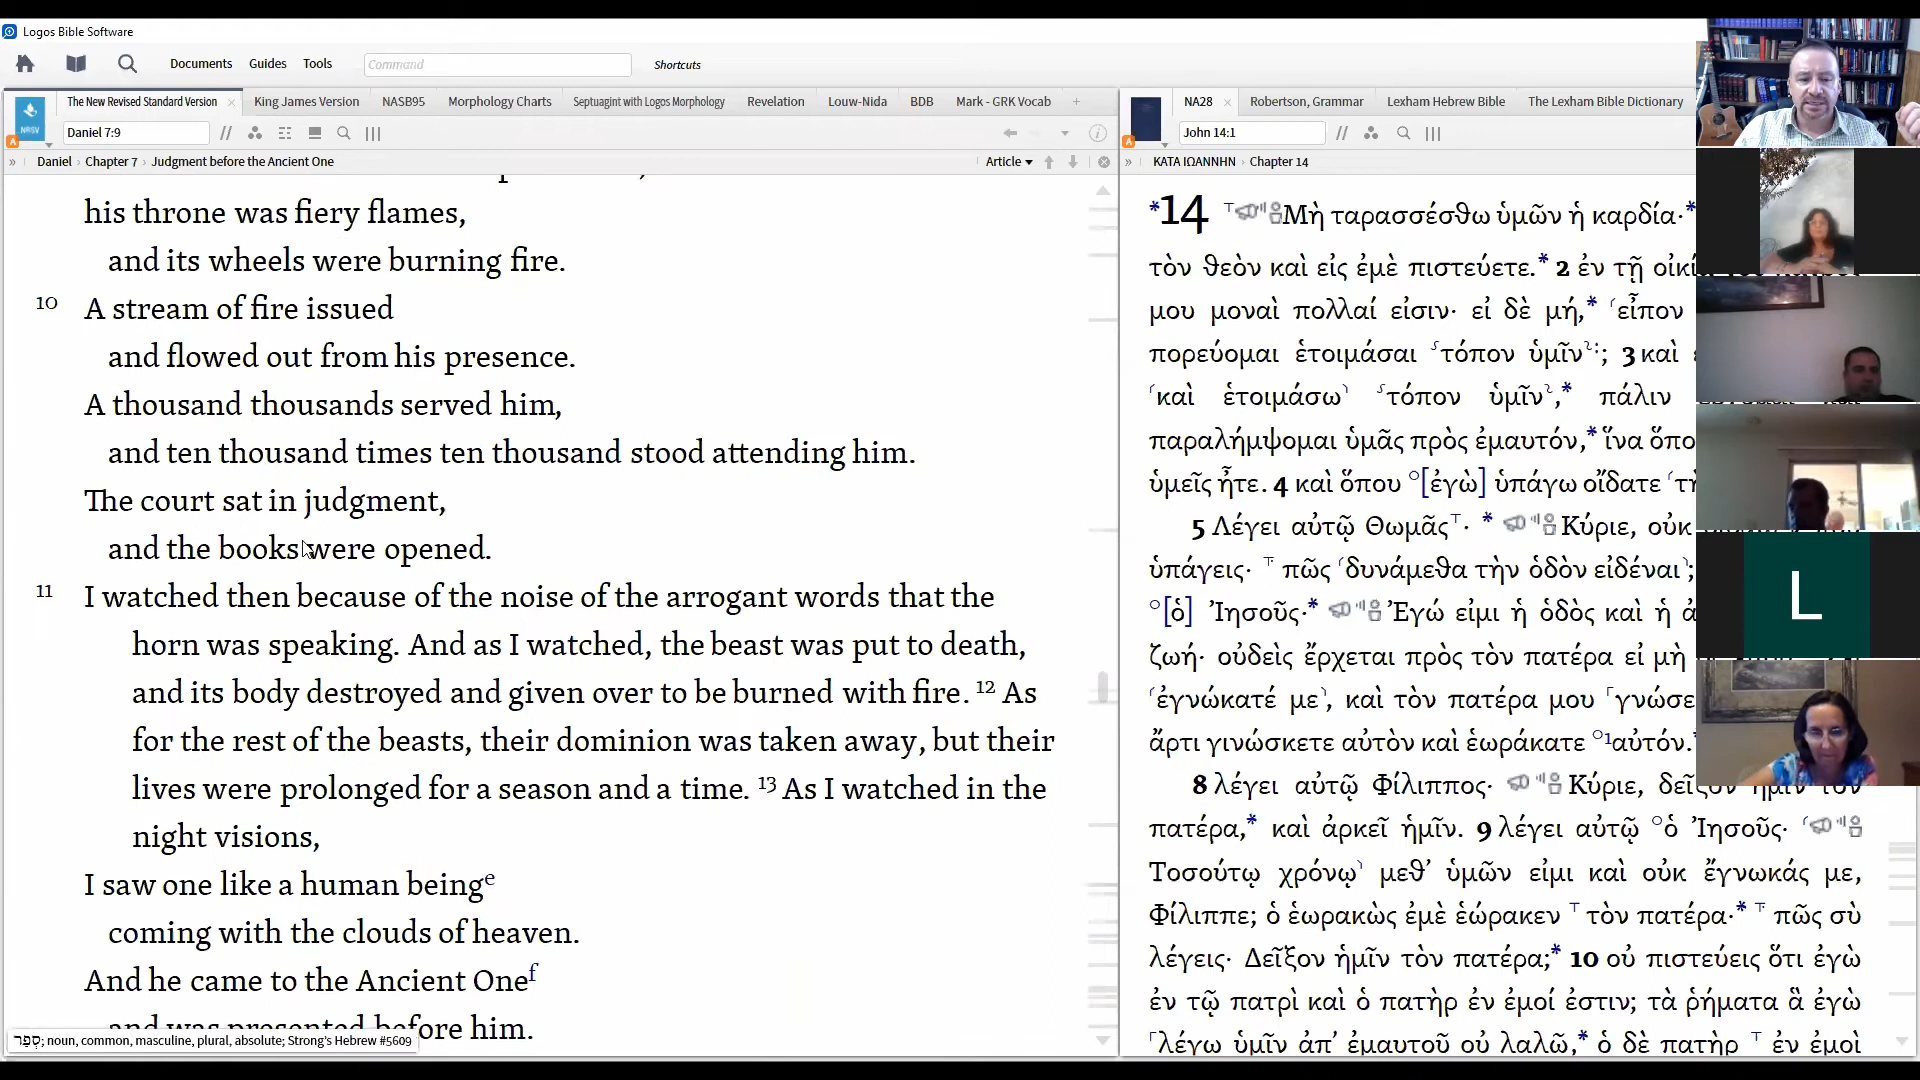 Logos Bible Software
Documents Guides Tools Command Shortcuts
The New Revised Standard Version King James Version NASB95 Morphology Charts Septuagint with Logos Morphology Revelation Louw-Nida BDB Mark - GRK Vocab
NRSV
A
Daniel 7:9
Daniel › Chapter 7 › Judgment before the Ancient One
Article
his throne was fiery flames,
and its wheels were burning fire.
10 A stream of fire issued
and flowed out from his presence.
A thousand thousands served him,
and ten thousand times ten thousand stood attending him.
The court sat in judgment,
and the books were opened.
11 I watched then because of the noise of the arrogant words that the
horn was speaking. And as I watched, the beast was put to death,
and its body destroyed and given over to be burned with fire. 12 As
for the rest of the beasts, their dominion was taken away, but their
lives were prolonged for a season and a time. 13 As I watched in the
night visions,
I saw one like a human being e
coming with the clouds of heaven.
And he came to the Ancient One f
and was presented before him.
סְפַר; noun, common, masculine, plural, absolute; Strong's Hebrew #5609
NA28 Robertson, Grammar Lexham Hebrew Bible The Lexham Bible Dictionary
A
John 14:1
ΚΑΤΑ ΙΩΑΝΝΗΝ › Chapter 14
*14 ⸆Μὴ ταρασσέσθω ὑμῶν ἡ καρδία·*
τὸν θεὸν καὶ εἰς ἐμὲ πιστεύετε.* 2 ἐν τῇ
μου μοναὶ πολλαί εἰσιν· εἰ δὲ μή,* ⸂εἶπον
πορεύομαι ἑτοιμάσαι ⸉τόπον ὑμῖν⸊; 3 καὶ
⸂καὶ ἑτοιμάσω⸃ ⸉τόπον ὑμῖν⸊,* πάλιν
παραλήμψομαι ὑμᾶς πρὸς ἐμαυτόν,* ἵνα
ὑμεῖς ἦτε. 4 καὶ ὅπου ⸰[ἐγὼ] ὑπάγω οἴδατε
5 Λέγει αὐτῷ Θωμᾶς⸆· * Κύριε, οὐκ
ὑπάγεις· ⸆ πῶς ⸂δυνάμεθα τὴν ὁδὸν εἰδέναι⸃;
⸰[ὁ] Ἰησοῦς·* Ἐγώ εἰμι ἡ ὁδὸς καὶ ἡ
ζωή· οὐδεὶς ἔρχεται πρὸς τὸν πατέρα εἰ μὴ
⸂ἐγνώκατέ με⸃, καὶ τὸν πατέρα μου
ἄρτι γινώσκετε αὐτὸν καὶ ἑωράκατε ⸰1αὐτόν.
8 λέγει αὐτῷ Φίλιππος· Κύριε, δεῖξον ἡμῖν τὸν
πατέρα,* καὶ ἀρκεῖ ἡμῖν. 9 λέγει αὐτῷ ⸰ὁ Ἰησοῦς·
Τοσούτῳ χρόνῳ⸃ μεθ’ ὑμῶν εἰμι καὶ οὐκ ἔγνωκάς με,
Φίλιππε; ὁ ἑωρακὼς ἐμὲ ἑώρακεν ⸆ τὸν πατέρα·* ⸆ πῶς σὺ
λέγεις· Δεῖξον ἡμῖν τὸν πατέρα;* 10 οὐ πιστεύεις ὅτι ἐγὼ
ἐν τῷ πατρὶ καὶ ὁ πατὴρ ἐν ἐμοί ἐστιν; τὰ ῥήματα ἃ ἐγὼ
⸀λέγω ὑμῖν ἀπ’ ἐμαυτοῦ οὐ λαλῶ,* ὁ δὲ πατὴρ ⸆ ἐν ἐμοὶ
L